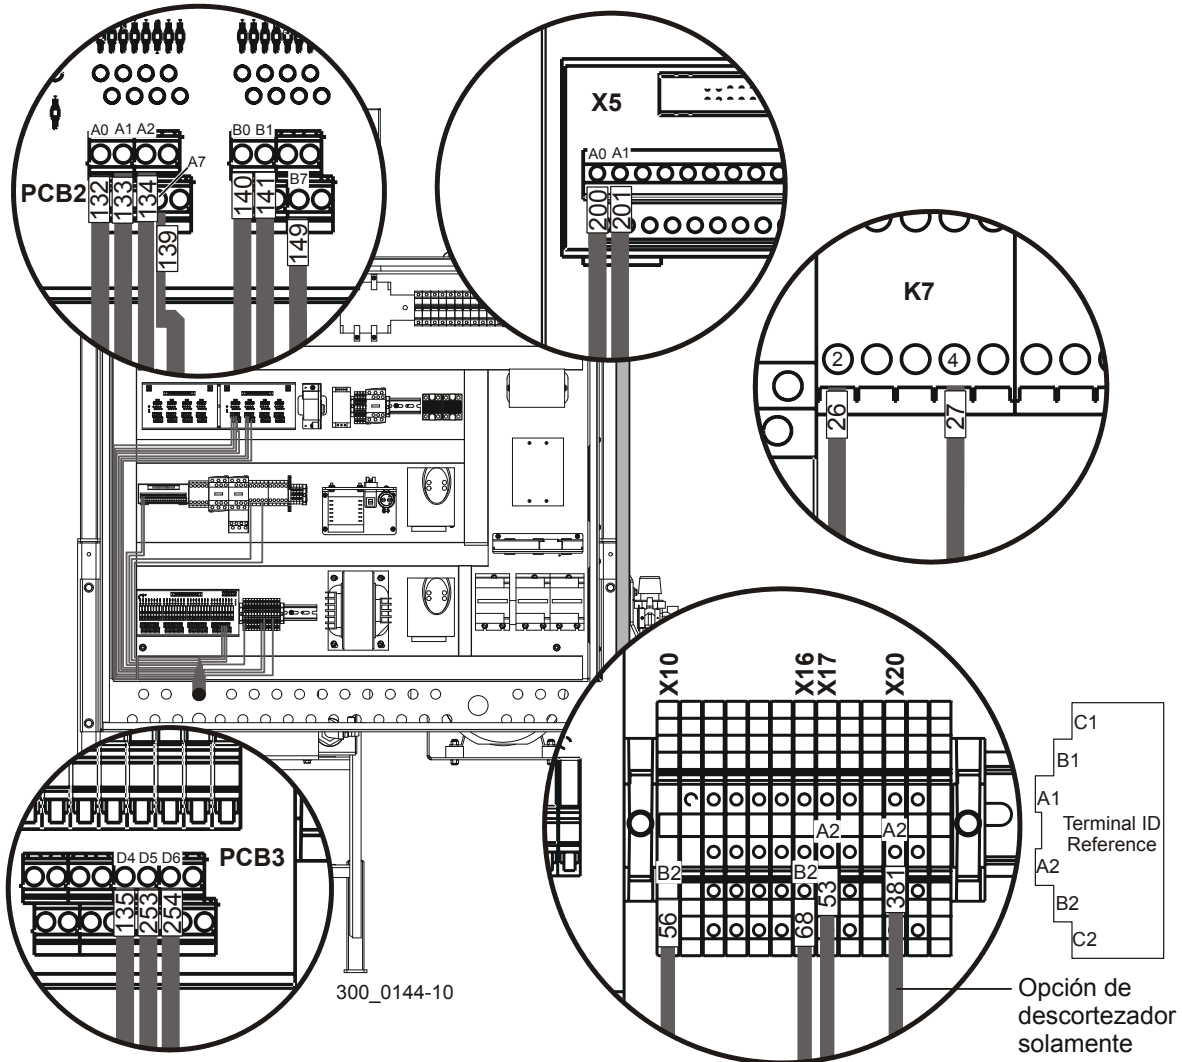 A0 A1 A2
B0 B1
A7
B7
PCB2
132
133
134
139
140
141
149
X5
A0 A1
200
201
K7
2
4
26
27
X10
X16
X17
X20
A2
A2
B2
B2
56
68
53
381
C1
B1
A1
Terminal ID
Reference
A2
B2
C2
D4 D5 D6
PCB3
135
253
254
300_0144-10
Opción de
descortezador
solamente